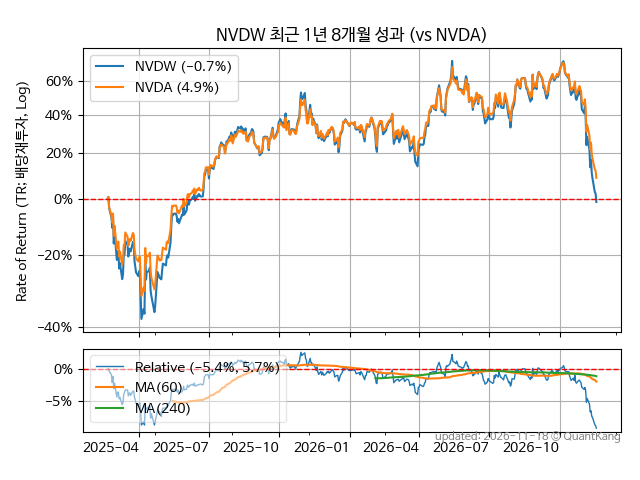 NVDW 최근 1년 8개월 성과 (vs NVDA)
Rate of Return (TR: 배당재투자, Log)
NVDW (−0.7%)
NVDA (4.9%)
60%
40%
20%
0%
−20%
−40%
Relative (−5.4%, 5.7%)
MA(60)
MA(240)
0%
−5%
2025-04 2025-07 2025-10 2026-01 2026-04 2026-07 2026-10
updated: 2026-11-18 © QuantKang